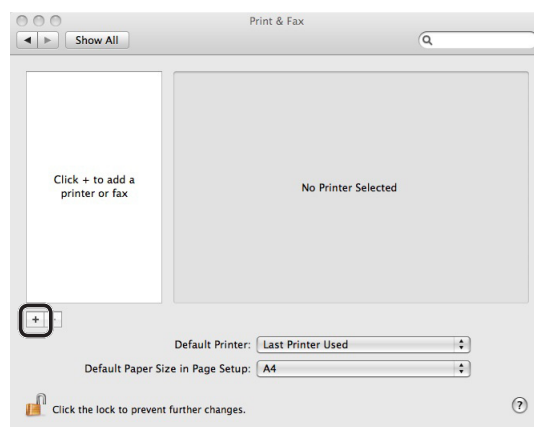 Print & Fax
Show All
Click + to add a
printer or fax
No Printer Selected
+ -
Default Printer: Last Printer Used
Default Paper Size in Page Setup: A4
Click the lock to prevent further changes.
?